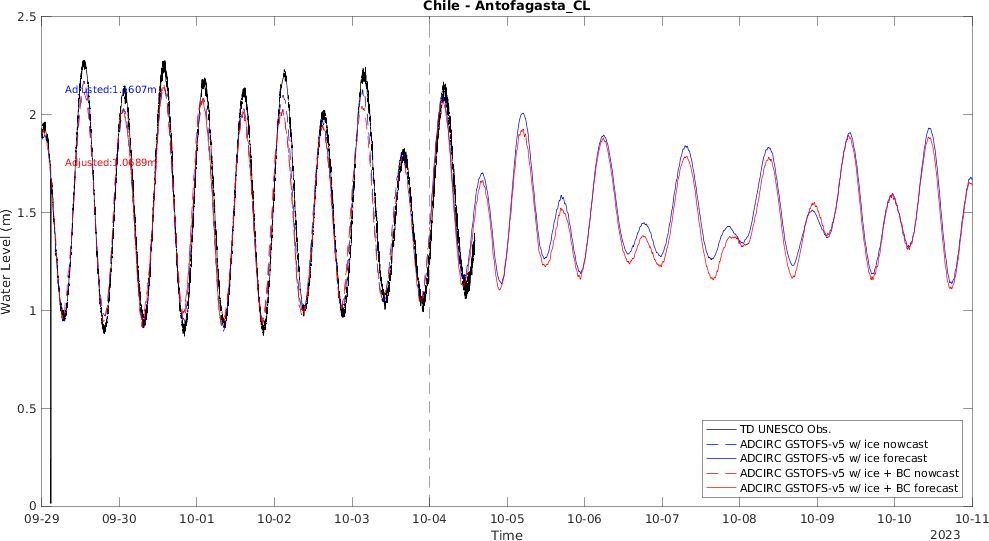 Chile - Antofagasta_CL
2.5
2
1.5
1
0.5
0
Water Level (m)
Adjusted:1.1607m
Adjusted:1.0689m
TD UNESCO Obs.
ADCIRC GSTOFS-v5 w/ ice nowcast
ADCIRC GSTOFS-v5 w/ ice forecast
ADCIRC GSTOFS-v5 w/ ice + BC nowcast
ADCIRC GSTOFS-v5 w/ ice + BC forecast
09-29 09-30 10-01 10-02 10-03 10-04 10-05 10-06 10-07 10-08 10-09 10-10 10-11
Time
2023